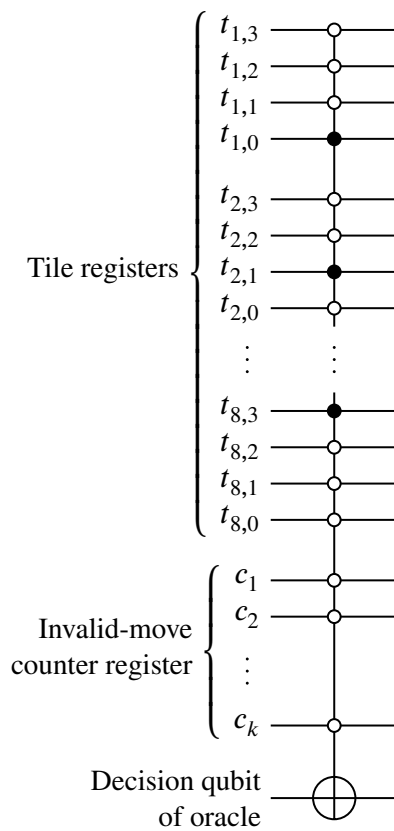 t₁,₃
t₁,₂
t₁,₁
t₁,₀
t₂,₃
t₂,₂
Tile registers
t₂,₁
t₂,₀
⋮ ⋮
t₈,₃
t₈,₂
t₈,₁
t₈,₀
c₁
c₂
Invalid-move
counter register
⋮
cₖ
Decision qubit
of oracle